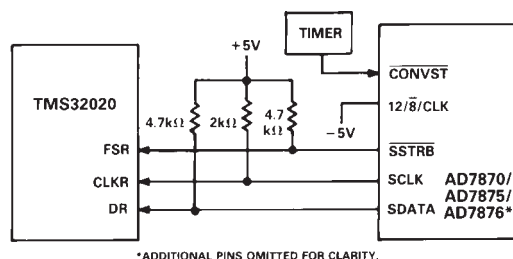 TIMER
+5V
CONVST
TMS32020
12/8/CLK
4.7kΩ
2kΩ
4.7
kΩ
−5V
FSR
SSTRB
CLKR
SCLK
AD7870/
AD7875/
AD7876*
DR
SDATA
*ADDITIONAL PINS OMITTED FOR CLARITY.